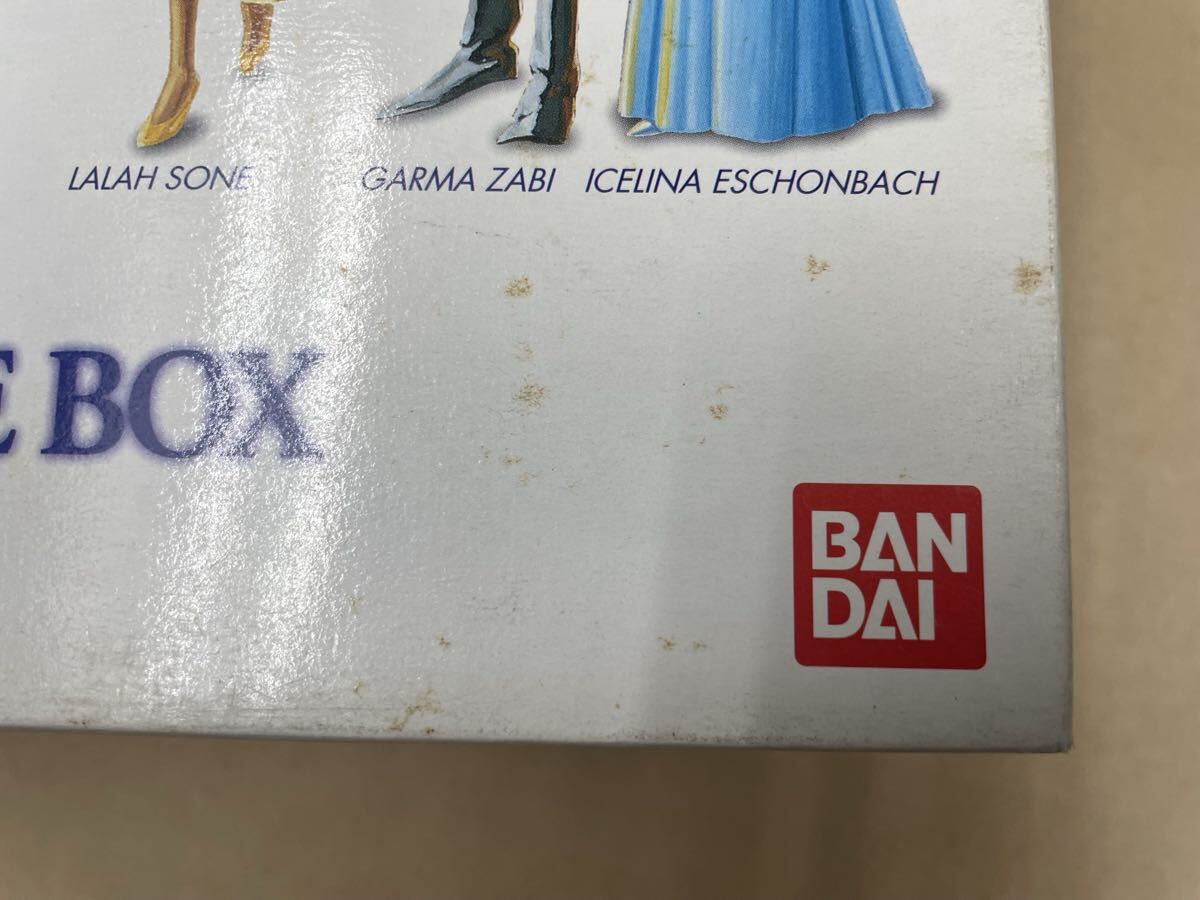 LALAH SONE
GARMA ZABI
ICELINA ESCHONBACH
E BOX
BAN
DAI